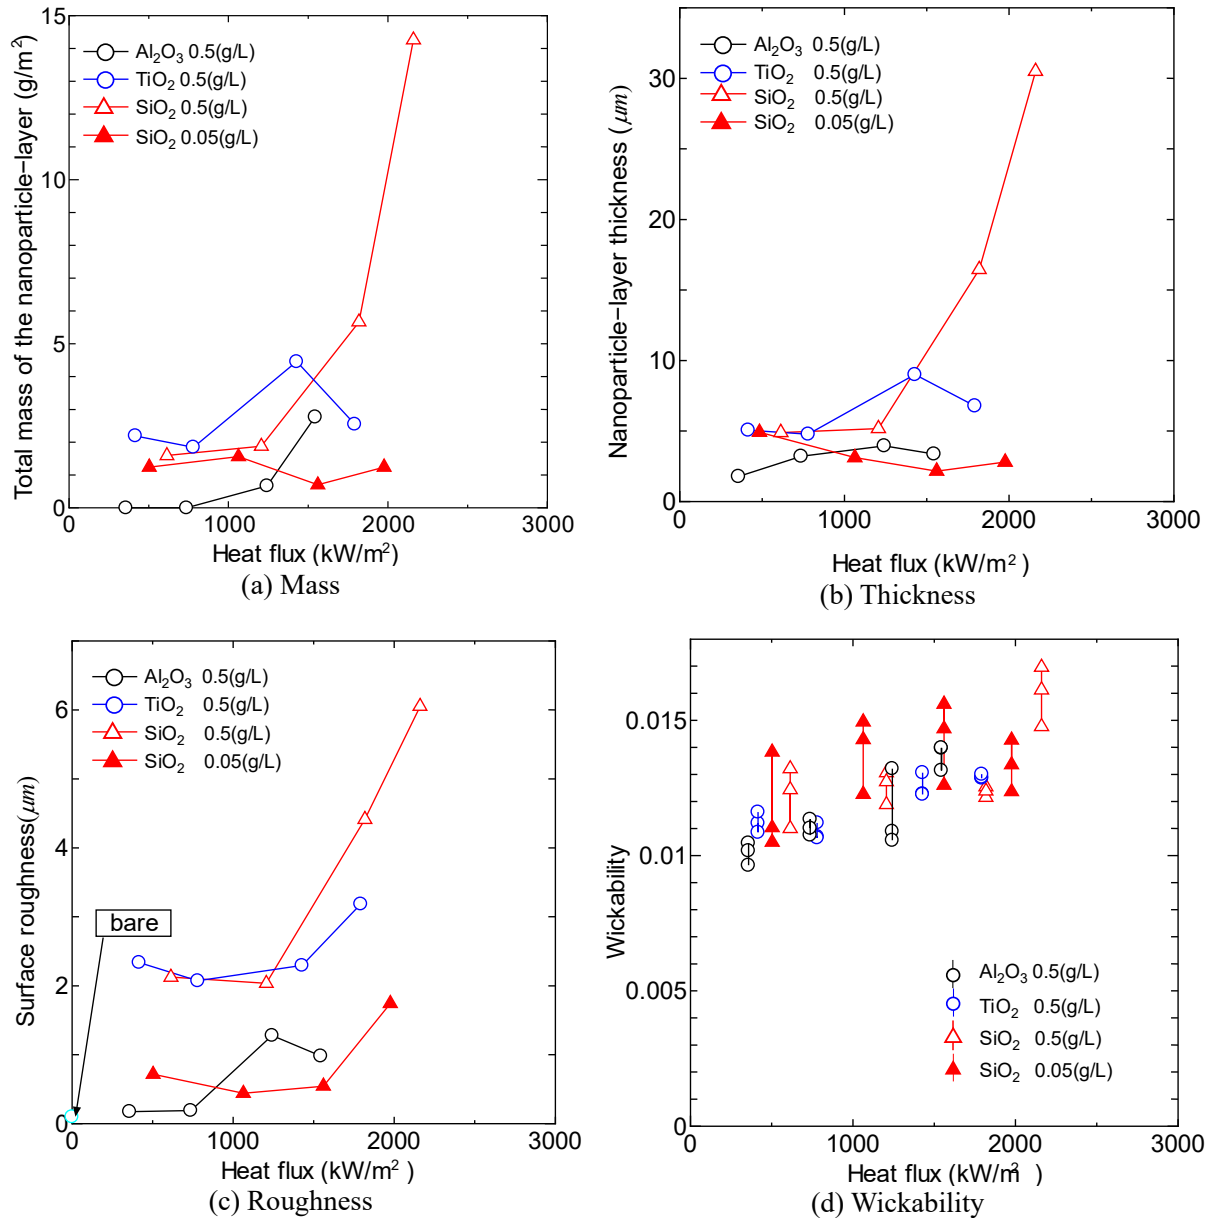 Total mass of the nanoparticle−layer (g/m²)
15
10
5
0
Al₂O₃ 0.5(g/L)
TiO₂ 0.5(g/L)
SiO₂ 0.5(g/L)
SiO₂ 0.05(g/L)
0 1000 2000 3000
Heat flux (kW/m²)
(a) Mass
Nanoparticle−layer thickness (μm)
30
20
10
0
Al₂O₃ 0.5(g/L)
TiO₂ 0.5(g/L)
SiO₂ 0.5(g/L)
SiO₂ 0.05(g/L)
0 1000 2000 3000
Heat flux (kW/m² )
(b) Thickness
Surface roughness(μm)
6
4
2
0
Al₂O₃ 0.5(g/L)
TiO₂ 0.5(g/L)
SiO₂ 0.5(g/L)
SiO₂ 0.05(g/L)
bare
0 1000 2000 3000
Heat flux (kW/m² )
(c) Roughness
Wickability
0.015
0.01
0.005
0
Al₂O₃ 0.5(g/L)
TiO₂ 0.5(g/L)
SiO₂ 0.5(g/L)
SiO₂ 0.05(g/L)
0 1000 2000 3000
Heat flux (kW/m² )
(d) Wickability